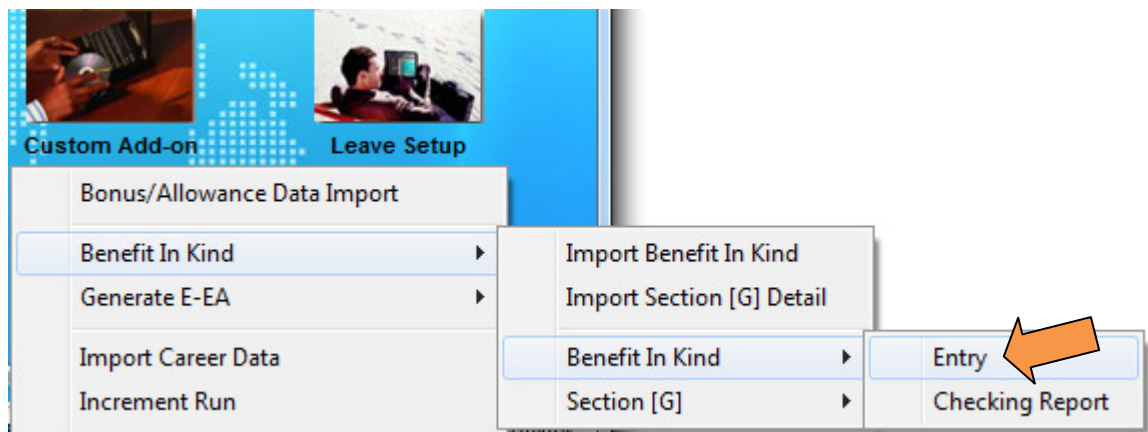 Custom Add-on
Leave Setup
Bonus/Allowance Data Import
Benefit In Kind
Generate E-EA
Import Career Data
Increment Run
Import Benefit In Kind
Import Section [G] Detail
Benefit In Kind
Section [G]
Entry
Checking Report